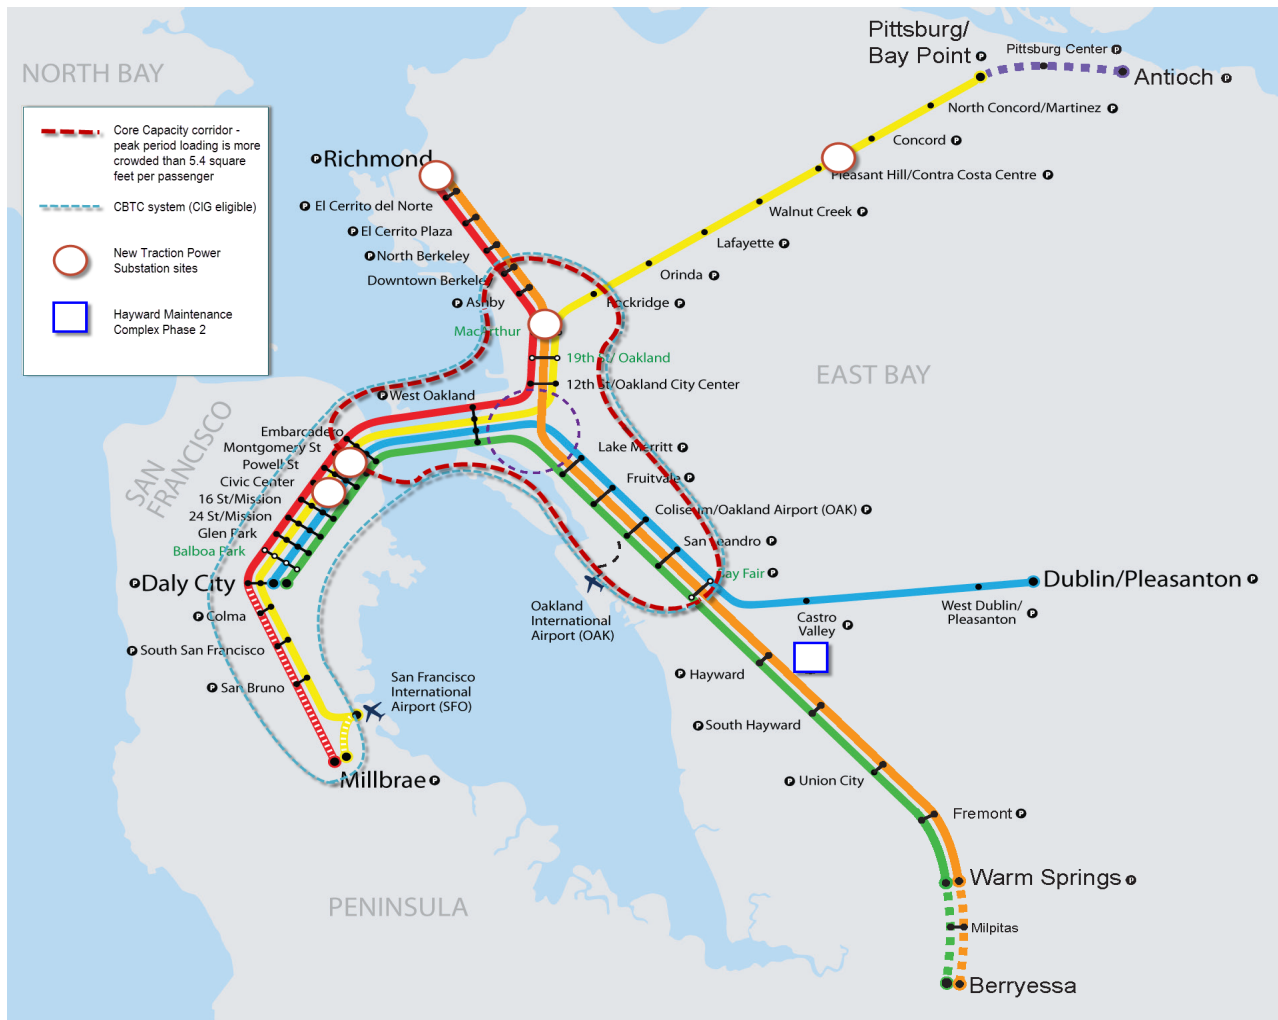 NORTH BAY
Core Capacity corridor -
peak period loading is more
crowded than 5.4 square
feet per passenger
CBTC system (CIG eligible)
New Traction Power
Substation sites
Hayward Maintenance
Complex Phase 2
Pittsburg/
Bay Point P
Pittsburg Center P
Antioch P
North Concord/Martinez P
Concord P
Pleasant Hill/Contra Costa Centre P
Walnut Creek P
Lafayette P
Orinda P
Rockridge P
P Richmond
P El Cerrito del Norte
P El Cerrito Plaza
P North Berkeley
Downtown Berkeley
P Ashby
MacArthur
19th St/ Oakland
12th St/Oakland City Center
EAST BAY
P West Oakland
SAN
FRANCISCO
Embarcadero
Montgomery St
Powell St
Civic Center
16 St/Mission
24 St/Mission
Glen Park
Balboa Park
P Daly City
P Colma
P South San Francisco
P San Bruno
San Francisco
International
Airport (SFO)
Millbrae P
Lake Merritt P
Fruitvale P
Coliseum/Oakland Airport (OAK) P
San Leandro P
Bay Fair P
Oakland
International
Airport (OAK)
Castro
Valley P
West Dublin/
Pleasanton P
Dublin/Pleasanton P
P Hayward
P South Hayward
P Union City
Fremont P
Warm Springs P
Milpitas
Berryessa
PENINSULA